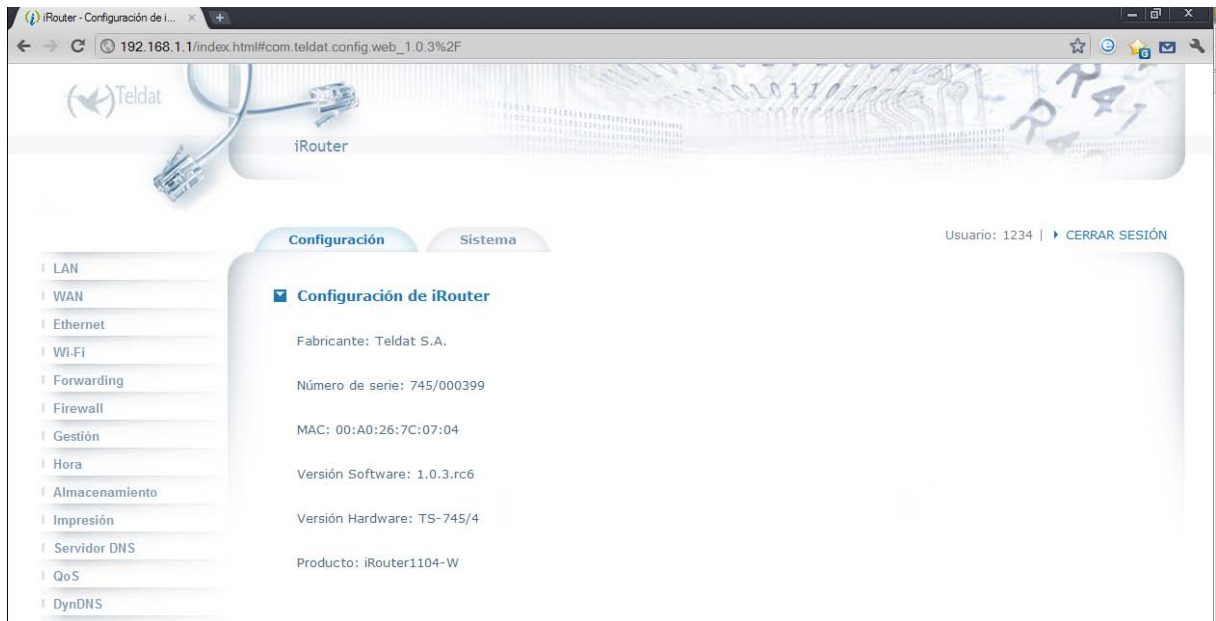 iRouter - Configuración de i...
192.168.1.1/index.html#com.teldat.config.web_1.0.3%2F
Teldat
iRouter
Configuración
Sistema
Usuario: 1234 | CERRAR SESIÓN
LAN
WAN
Ethernet
Wi-Fi
Forwarding
Firewall
Gestión
Hora
Almacenamiento
Impresión
Servidor DNS
QoS
DynDNS
Configuración de iRouter
Fabricante: Teldat S.A.
Número de serie: 745/000399
MAC: 00:A0:26:7C:07:04
Versión Software: 1.0.3.rc6
Versión Hardware: TS-745/4
Producto: iRouter1104-W